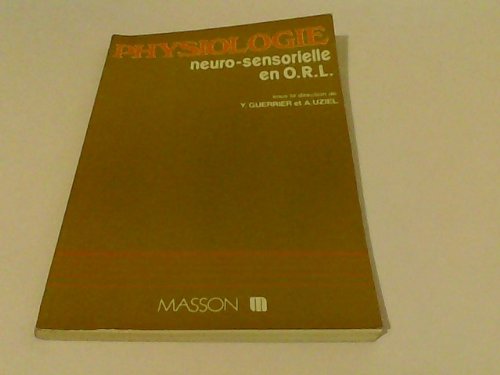 PHYSIOLOGIE
neuro-sensorielle
en O.R.L.
sous la direction de
Y. GUERRIER et A. UZIEL
MASSON m